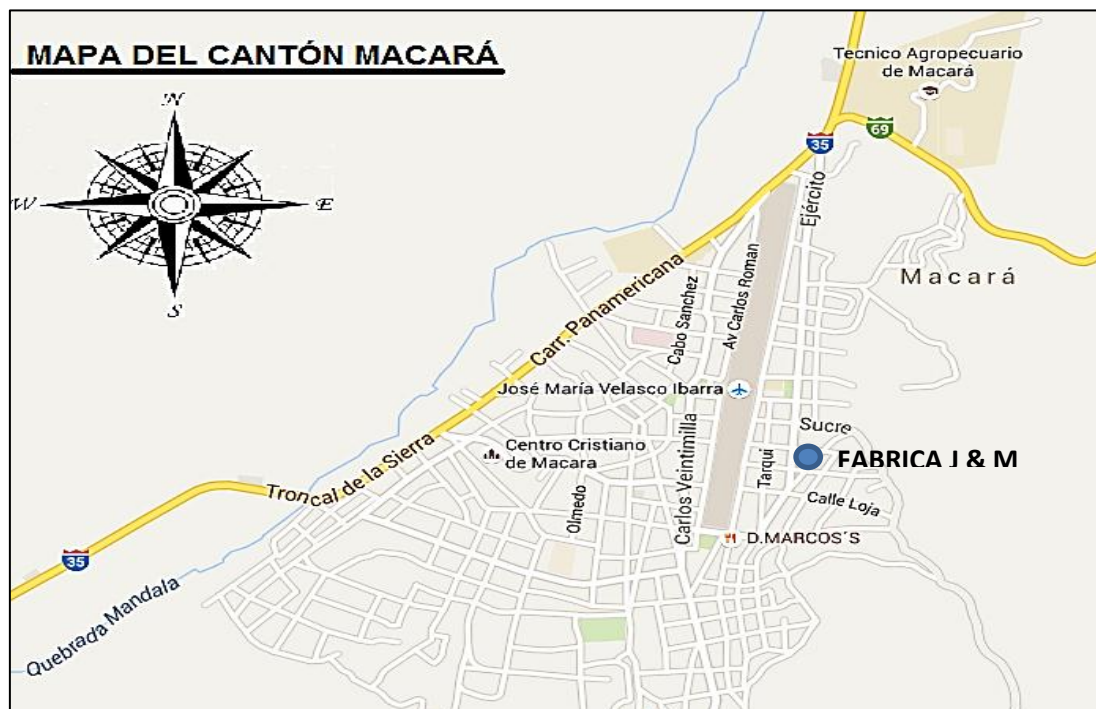 MAPA DEL CANTÓN MACARÁ
N
W
E
S
Tecnico Agropecuario
de Macará
69
35
Ejército
Macará
Carr. Panamericana
Cabo Sanchez
Av Carlos Roman
José María Velasco Ibarra
Troncal de la Sierra
Centro Cristiano
de Macara
Olmedo
Carlos Veintimilla
Tarqui
Sucre
FABRICA J & M
Calle Loja
D.MARCOS´S
35
Quebrada Mandala